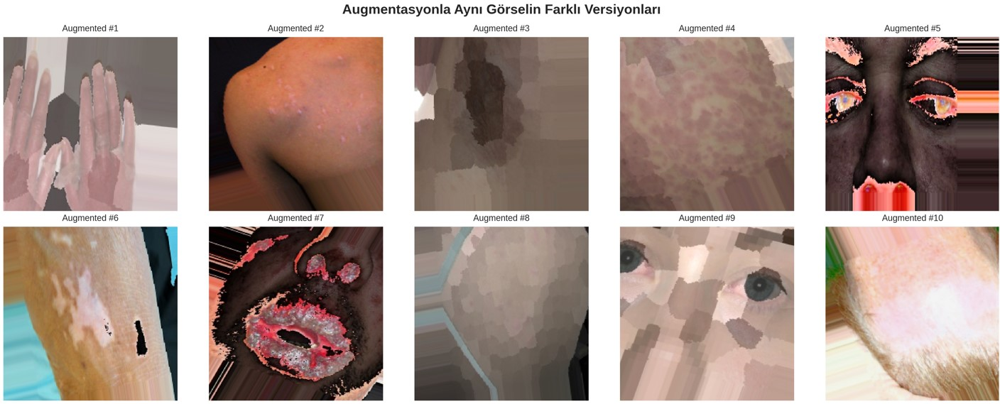 Augmentasyonla Aynı Görselin Farklı Versiyonları
Augmented #1
Augmented #2
Augmented #3
Augmented #4
Augmented #5
Augmented #6
Augmented #7
Augmented #8
Augmented #9
Augmented #10